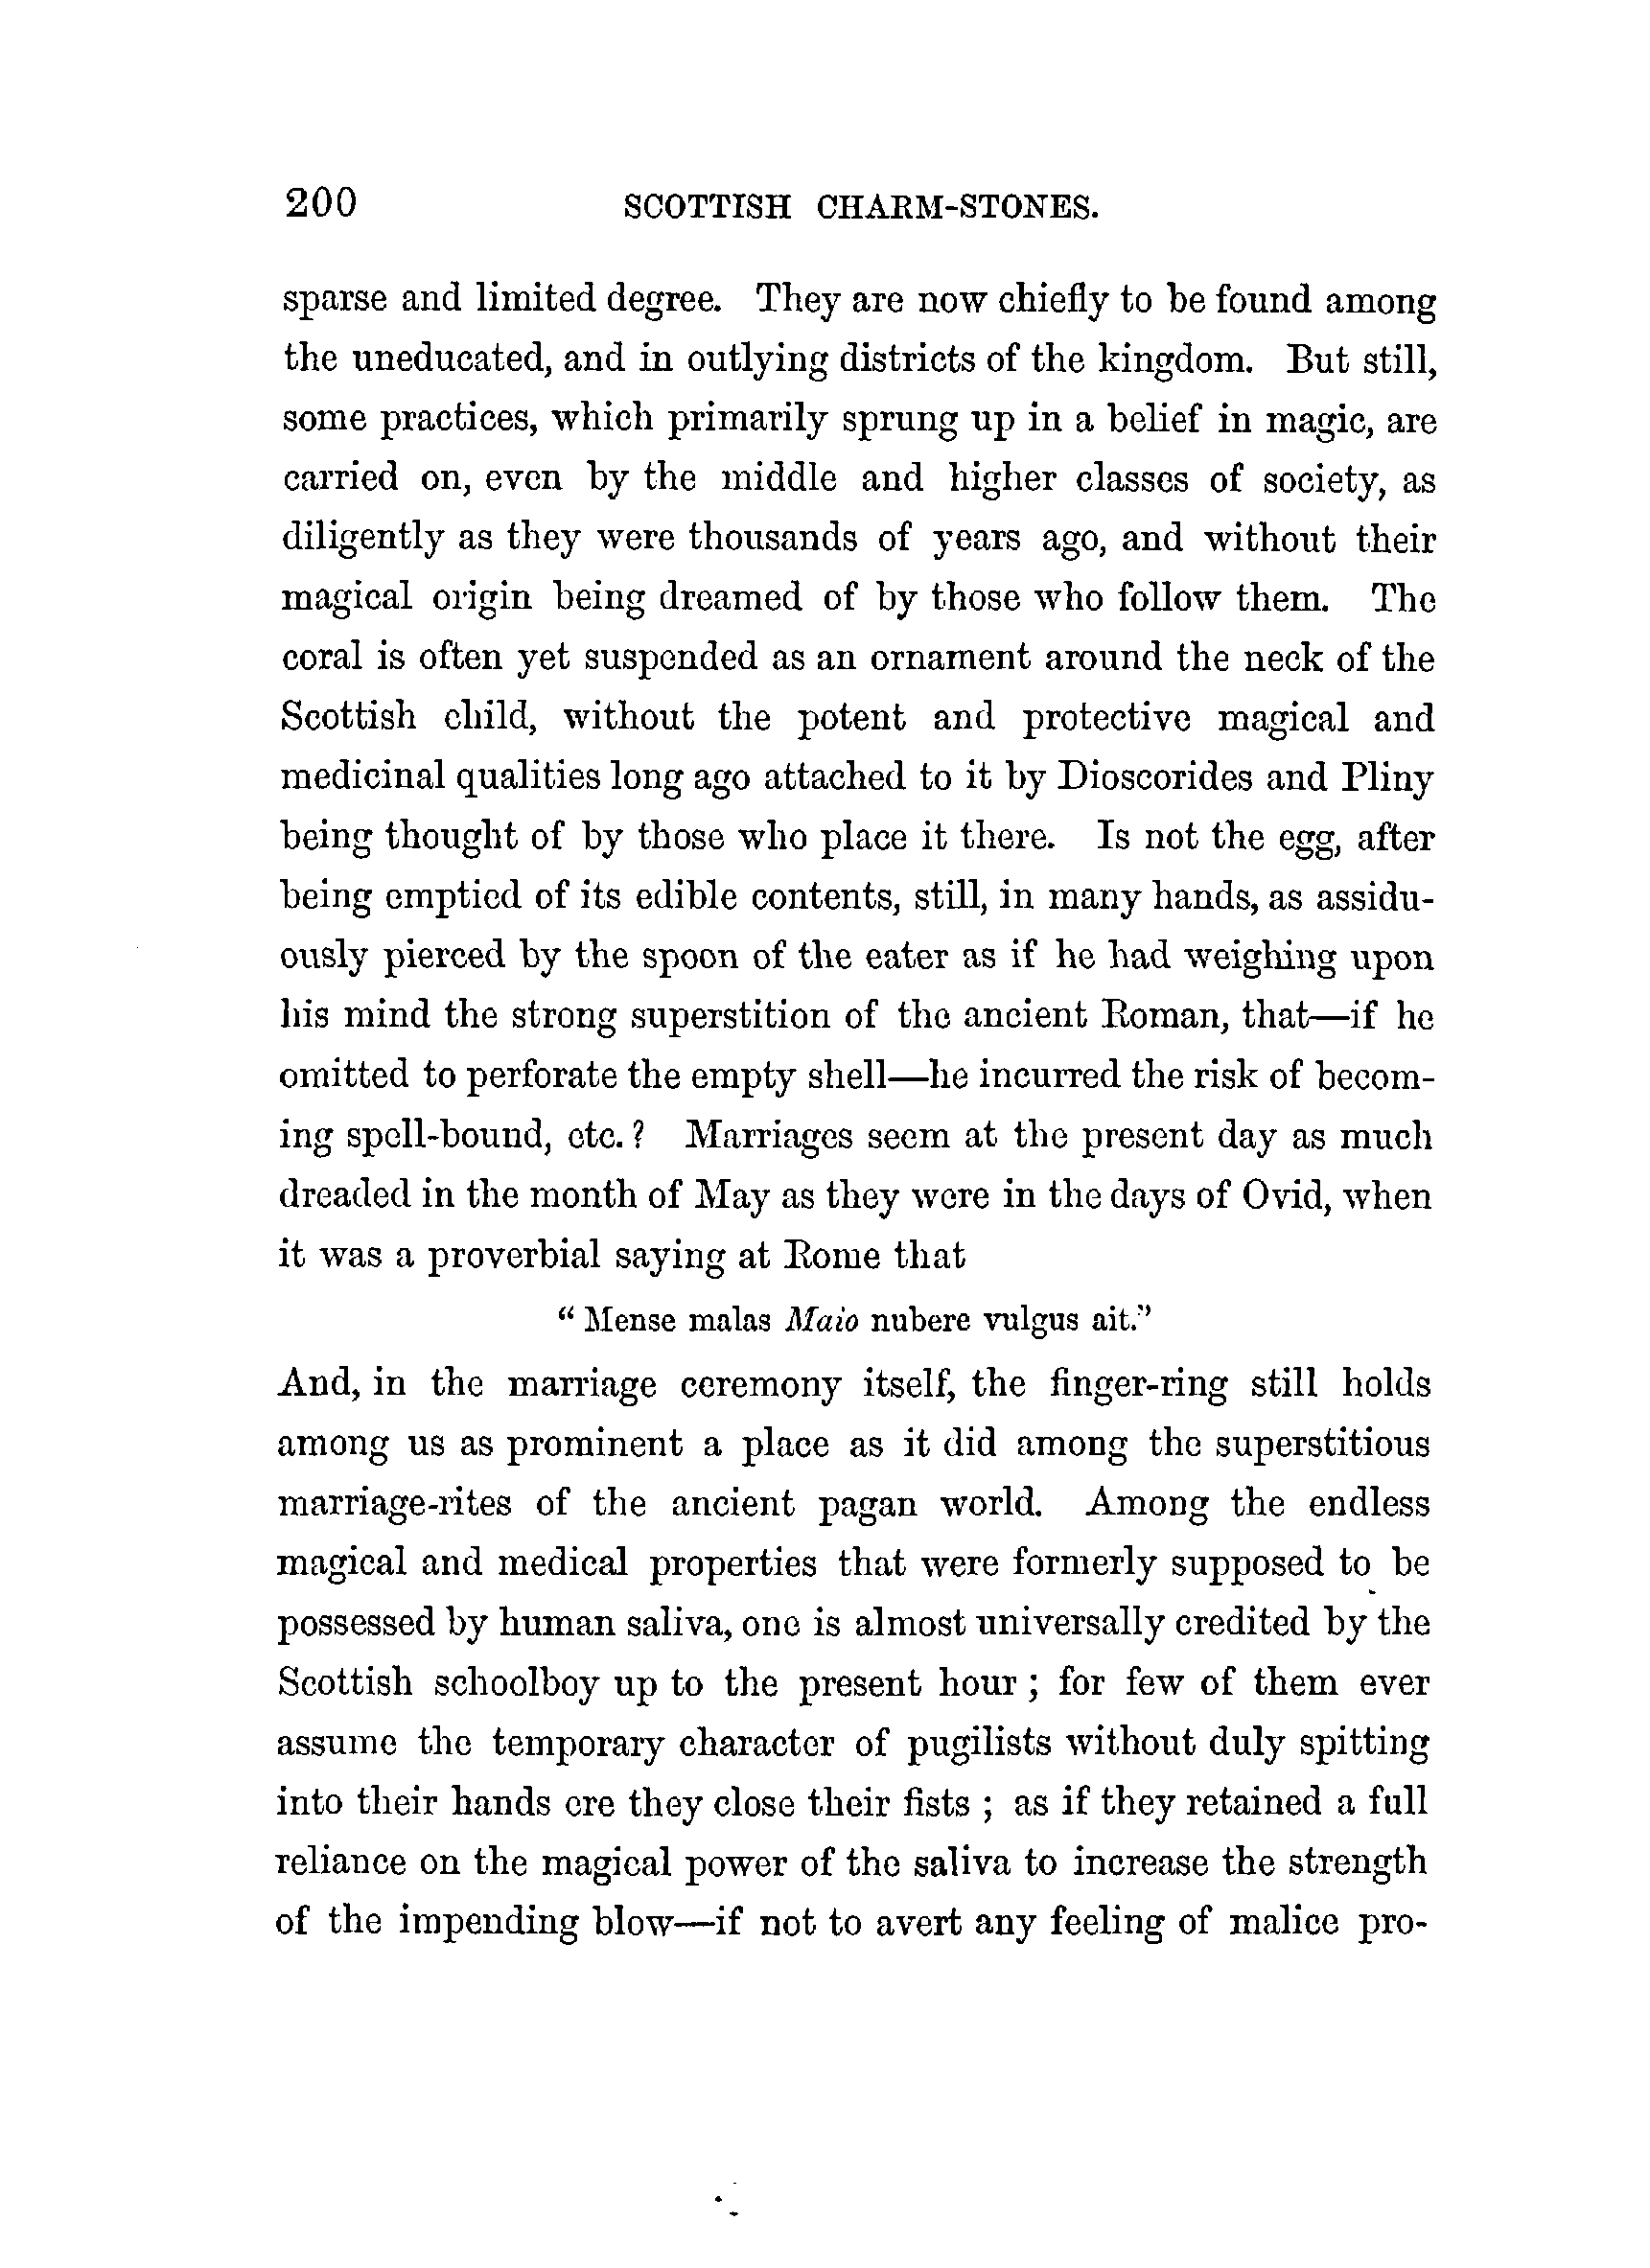 200 SCOTTISH CHARM-STONES.
sparse and limited degree. They are now chiefly to be found among
the uneducated, and in outlying districts of the kingdom. But still,
some practices, which primarily sprung up in a belief in magic, are
carried on, even by the middle and higher classes of society, as
diligently as they were thousands of years ago, and without their
magical origin being dreamed of by those who follow them. The
coral is often yet suspended as an ornament around the neck of the
Scottish child, without the potent and protective magical and
medicinal qualities long ago attached to it by Dioscorides and Pliny
being thought of by those who place it there. Is not the egg, after
being emptied of its edible contents, still, in many hands, as assidu-
ously pierced by the spoon of the eater as if he had weighing upon
his mind the strong superstition of the ancient Roman, that—if he
omitted to perforate the empty shell—he incurred the risk of becom-
ing spell-bound, etc.? Marriages seem at the present day as much
dreaded in the month of May as they were in the days of Ovid, when
it was a proverbial saying at Rome that
" Mense malas Maio nubere vulgus ait."
And, in the marriage ceremony itself, the finger-ring still holds
among us as prominent a place as it did among the superstitious
marriage-rites of the ancient pagan world. Among the endless
magical and medical properties that were formerly supposed to be
possessed by human saliva, one is almost universally credited by the
Scottish schoolboy up to the present hour ; for few of them ever
assume the temporary character of pugilists without duly spitting
into their hands ere they close their fists ; as if they retained a full
reliance on the magical power of the saliva to increase the strength
of the impending blow—if not to avert any feeling of malice pro-